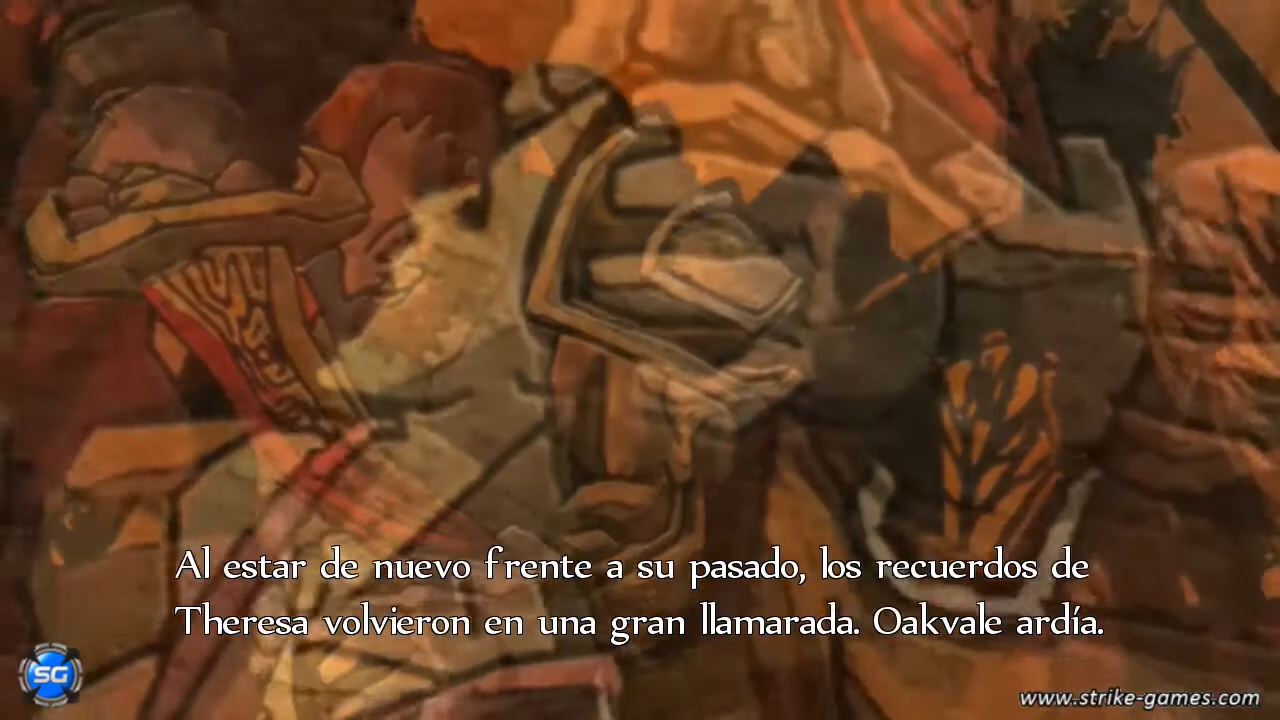 Al estar de nuevo frente a su pasado, los recuerdos de
Theresa volvieron en una gran llamarada. Oakvale ardía.
SG
www.strike-games.com